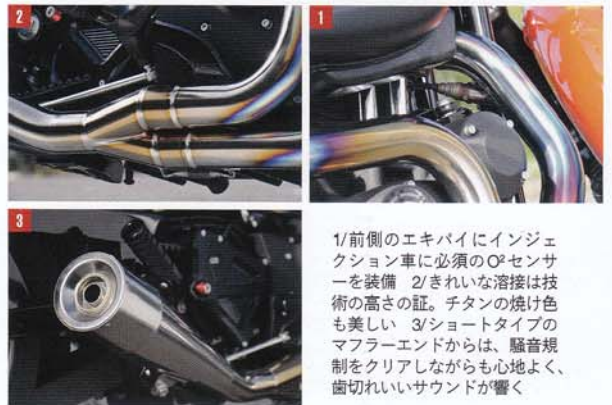 2
1
3
1/前側のエキパイにインジェ
クション車に必須のO²センサ
ーを装備 2/きれいな溶接は技
術の高さの証。チタンの焼け色
も美しい 3/ショートタイプの
マフラーエンドからは、騒音規
制をクリアしながらも心地よく、
歯切れいいサウンドが響く